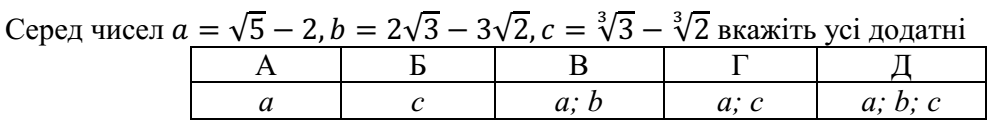 Серед чисел 𝑎 = √5 − 2, 𝑏 = 2√3 − 3√2, 𝑐 = ∛3 − ∛2 вкажіть усі додатні
А Б В Г Д
a c a; b a; c a; b; c